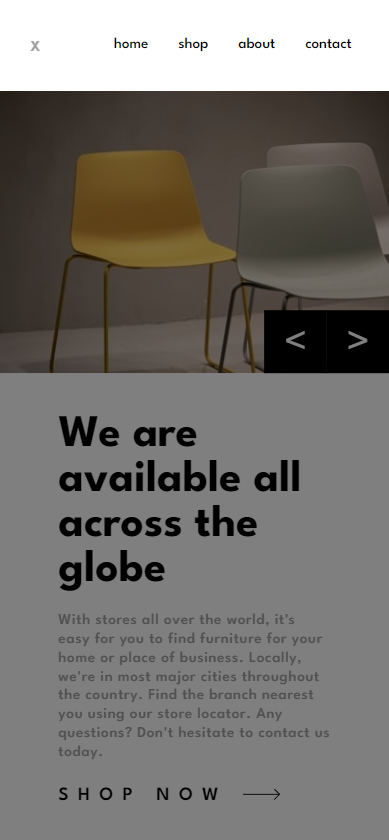 x
home shop about contact
< >
We are
available all
across the
globe
With stores all over the world, it's
easy for you to find furniture for your
home or place of business. Locally,
we're in most major cities throughout
the country. Find the branch nearest
you using our store locator. Any
questions? Don't hesitate to contact us
today.
SHOP NOW